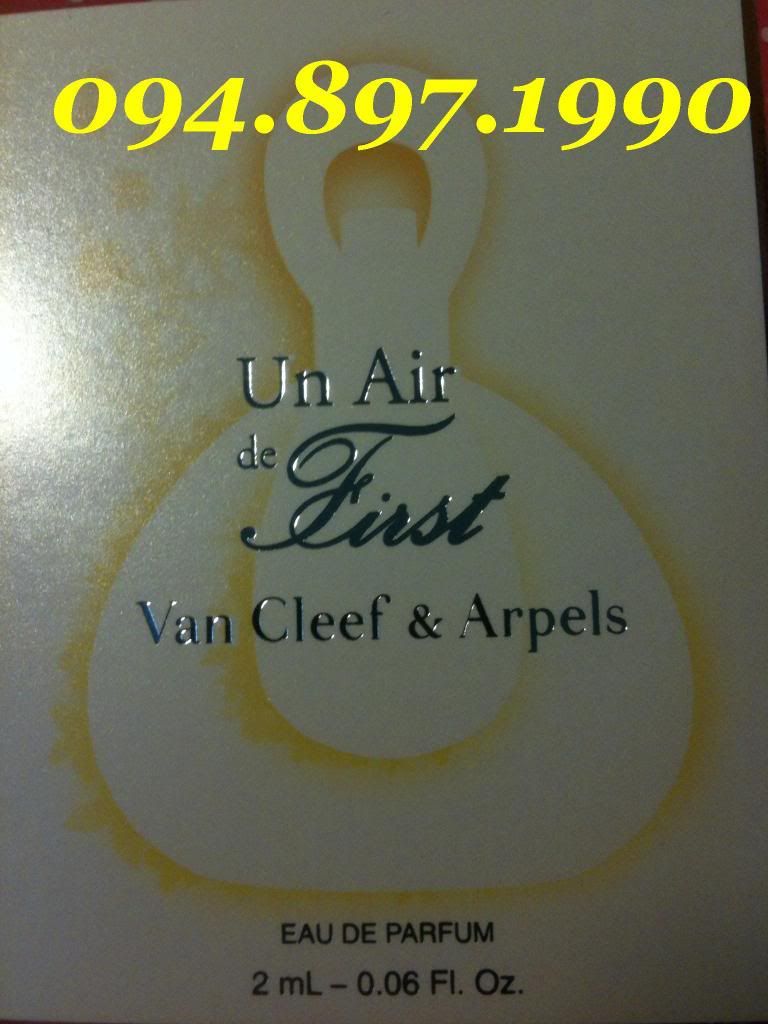 094.897.1990
Un Air
de First
Van Cleef & Arpels
EAU DE PARFUM
2 mL – 0.06 Fl. Oz.